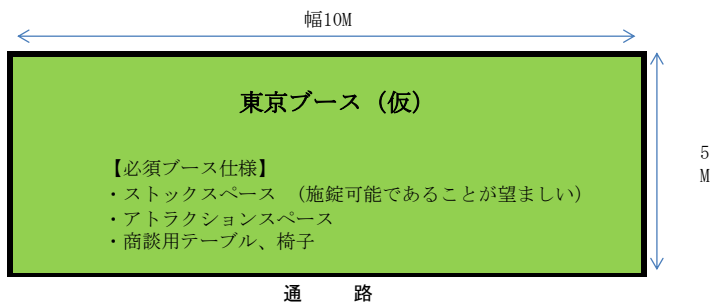 幅10M
東京ブース（仮）
5
M
【必須ブース仕様】
・ストックスペース　（施錠可能であることが望ましい）
・アトラクションスペース
・商談用テーブル、椅子
通　　路